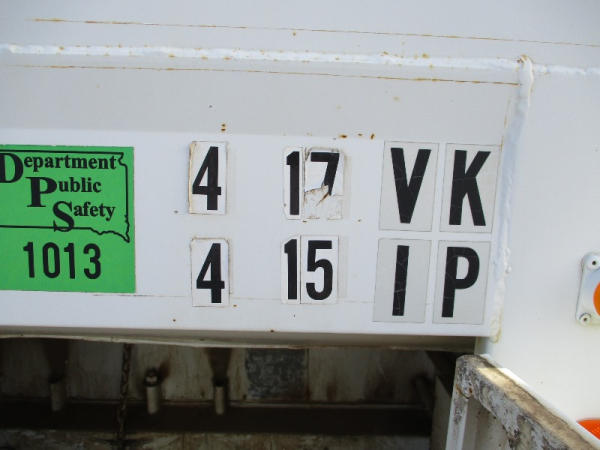 Department
Public
Safety
1013
4 17 VK
4 15 IP